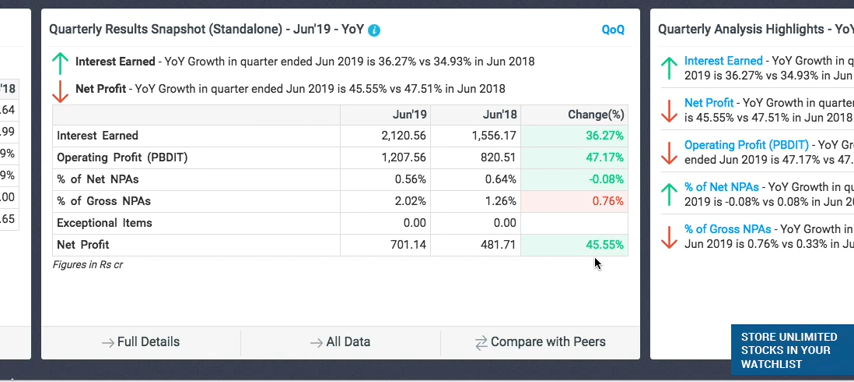 '18
.64
.99
9%
9%
.00
.65
Quarterly Results Snapshot (Standalone) - Jun'19 - YoY
QoQ
Interest Earned - YoY Growth in quarter ended Jun 2019 is 36.27% vs 34.93% in Jun 2018
Net Profit - YoY Growth in quarter ended Jun 2019 is 45.55% vs 47.51% in Jun 2018
Jun'19 Jun'18 Change(%)
Interest Earned 2,120.56 1,556.17 36.27%
Operating Profit (PBDIT) 1,207.56 820.51 47.17%
% of Net NPAs 0.56% 0.64% -0.08%
% of Gross NPAs 2.02% 1.26% 0.76%
Exceptional Items 0.00 0.00
Net Profit 701.14 481.71 45.55%
Figures in Rs cr
Full Details
All Data
Compare with Peers
Quarterly Analysis Highlights - YoY
Interest Earned - YoY Growth in q
2019 is 36.27% vs 34.93% in Jun
Net Profit - YoY Growth in quarte
is 45.55% vs 47.51% in Jun 2018
Operating Profit (PBDIT) - YoY Gr
ended Jun 2019 is 47.17% vs 47.
% of Net NPAs - YoY Growth in qu
2019 is -0.08% vs 0.08% in Jun 2
% of Gross NPAs - YoY Growth in
Jun 2019 is 0.76% vs 0.33% in Ju
STORE UNLIMITED
STOCKS IN YOUR
WATCHLIST